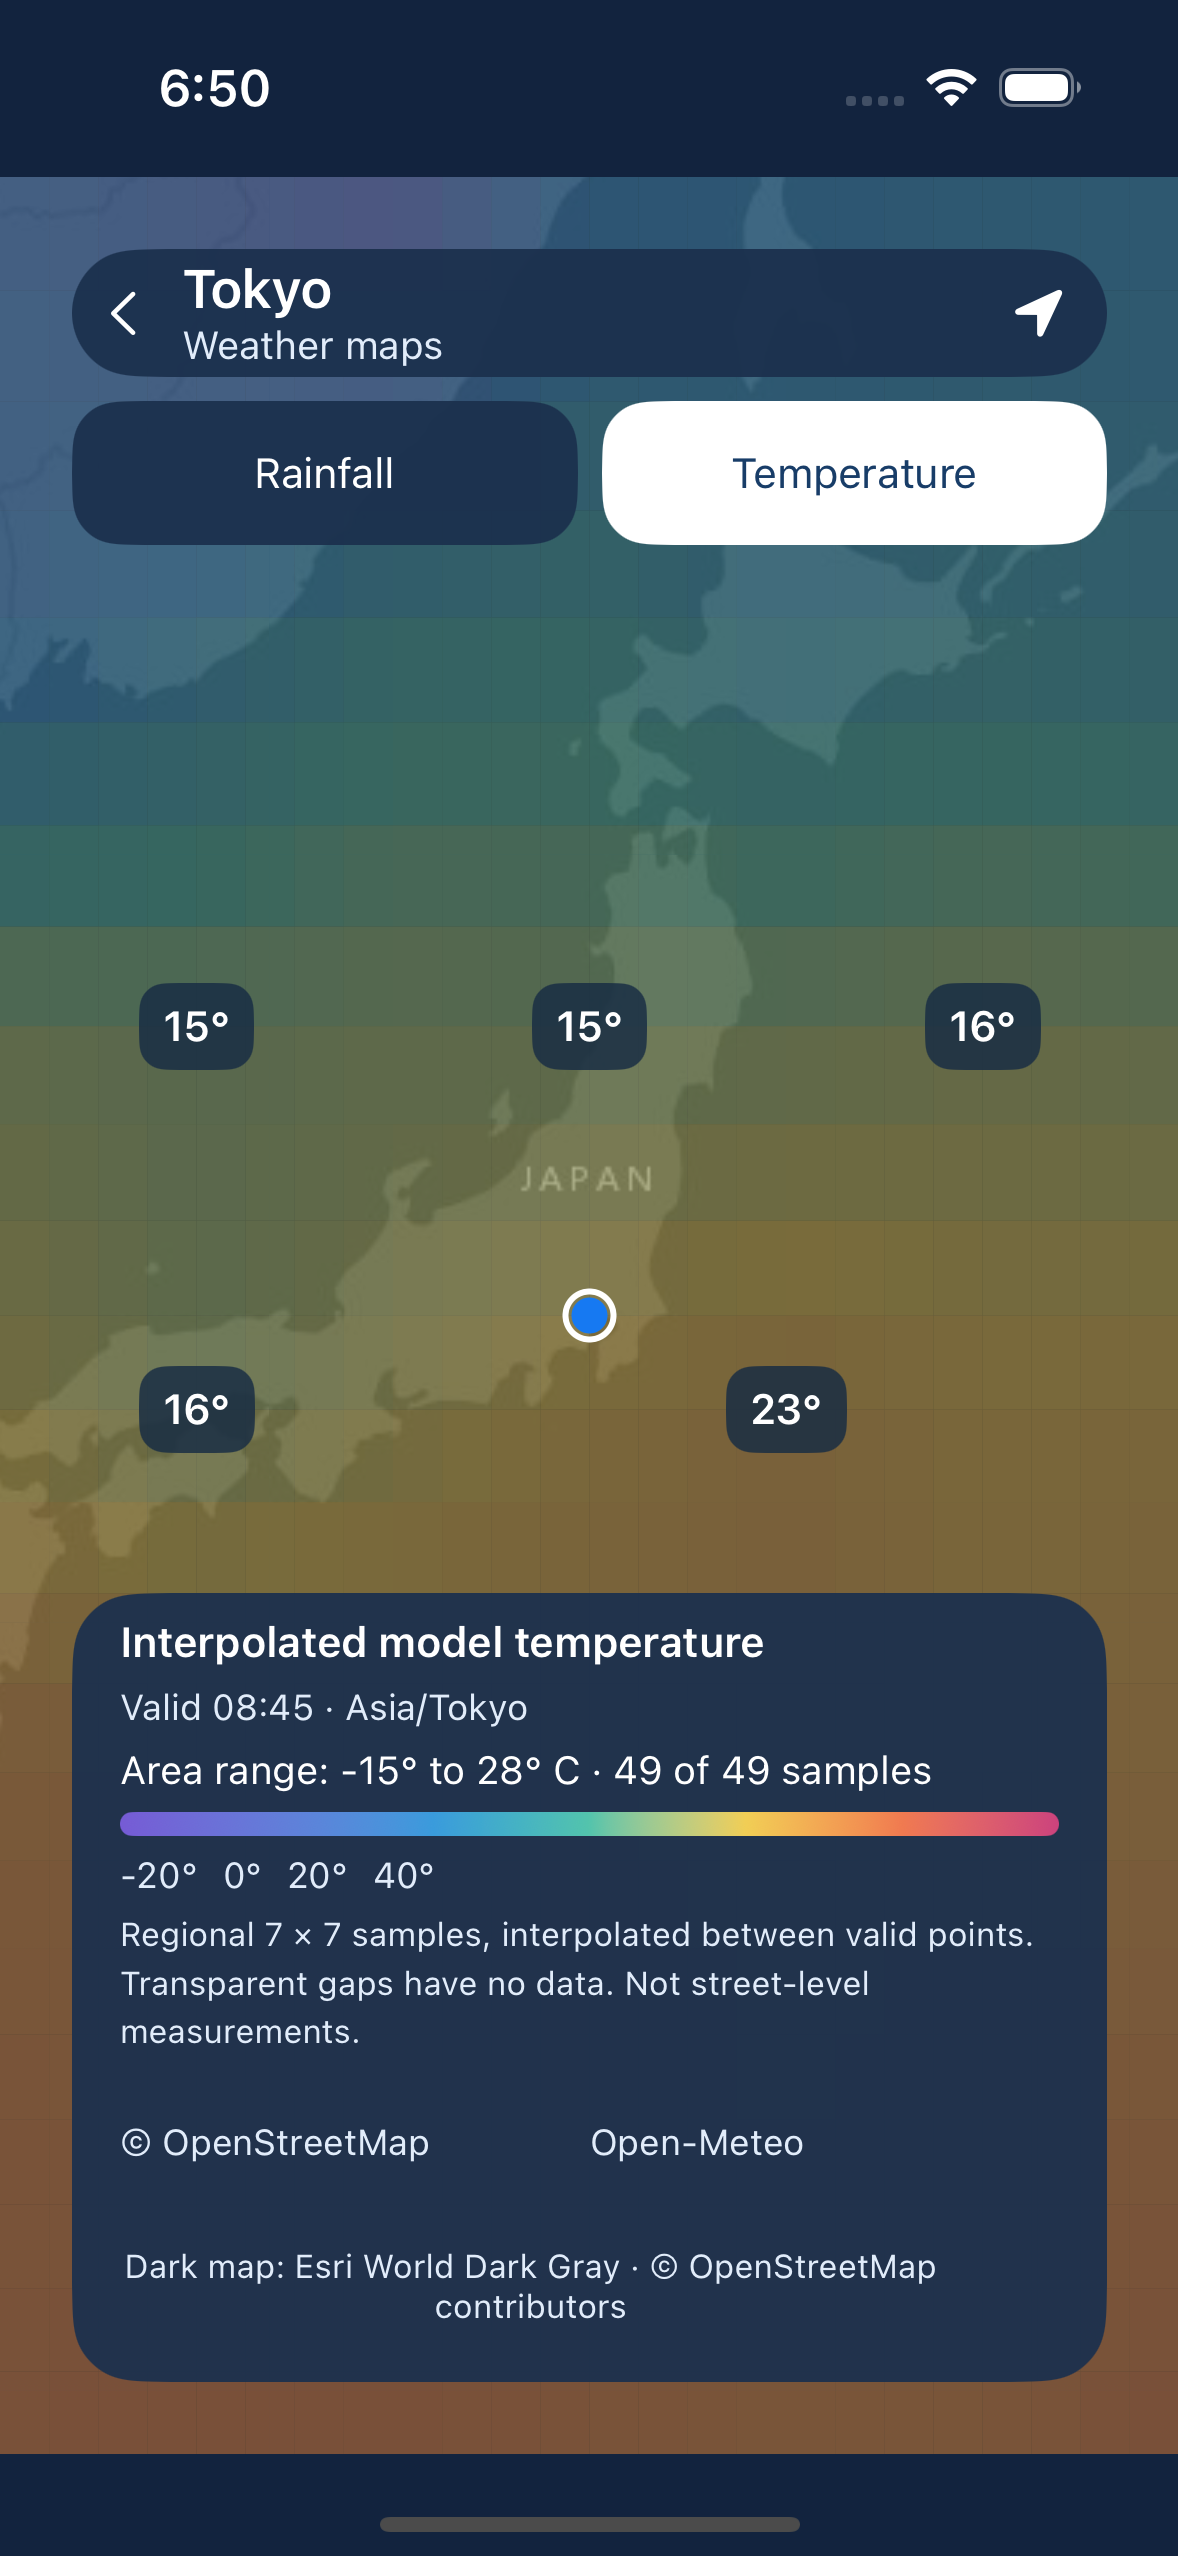 6:50
Tokyo
Weather maps
Rainfall
Temperature
15°
15°
16°
JAPAN
16°
23°
Interpolated model temperature
Valid 08:45 · Asia/Tokyo
Area range: -15° to 28° C · 49 of 49 samples
-20° 0° 20° 40°
Regional 7 × 7 samples, interpolated between valid points.
Transparent gaps have no data. Not street-level
measurements.
© OpenStreetMap
Open-Meteo
Dark map: Esri World Dark Gray · © OpenStreetMap
contributors